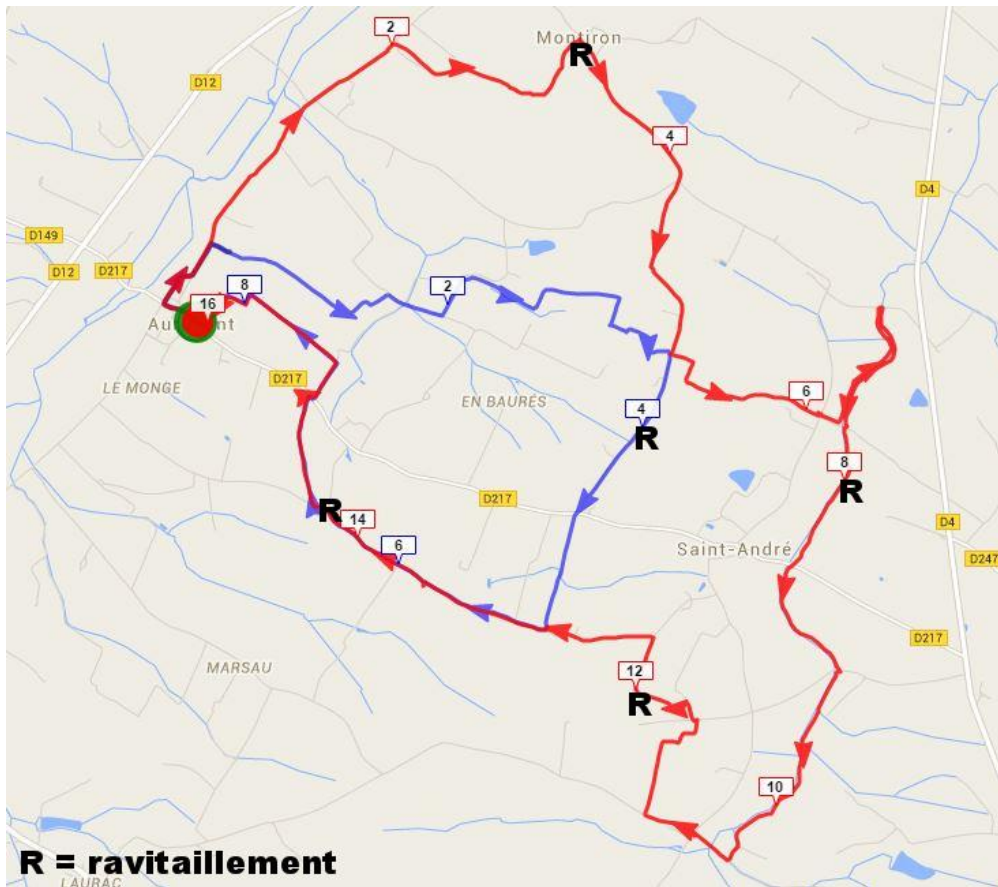 2
Montiron
R
D12
4
D4
D149
D12
D217
8
16
2
LE MONGE
D217
EN BAURÈS
6
4
R
8
R
D217
R
14
6
Saint-André
D4
D247
D217
MARSAU
12
R
10
R = ravitaillement
LAURAC